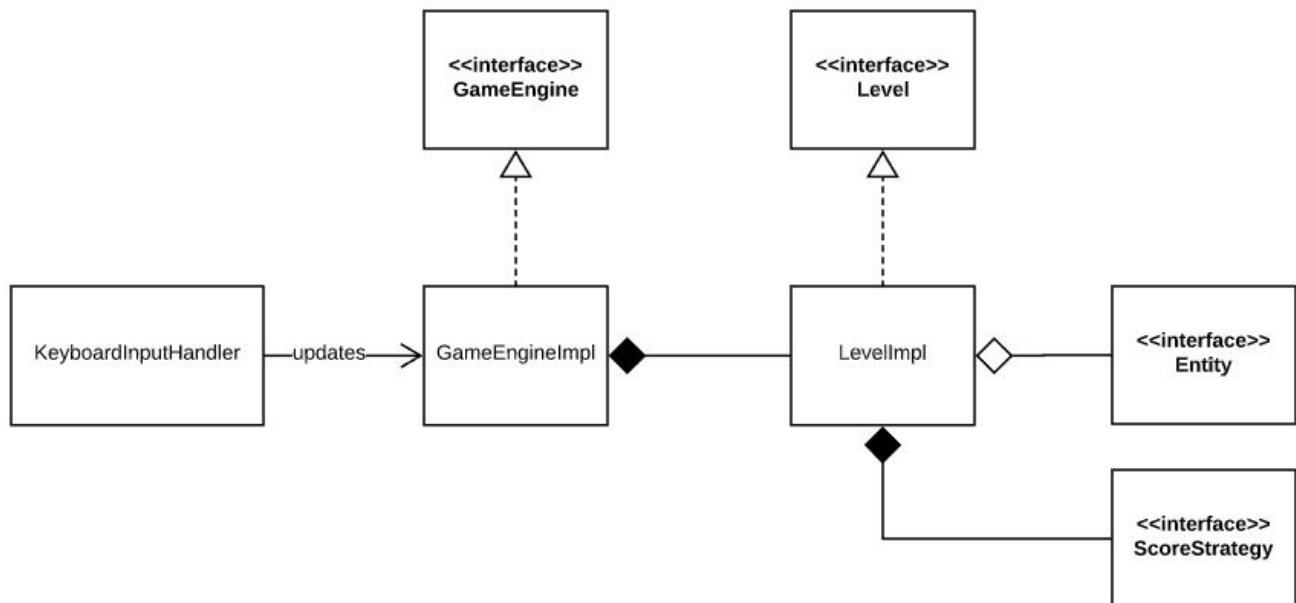 <<interface>>
GameEngine
<<interface>>
Level
KeyboardInputHandler
updates
GameEngineImpl
LevelImpl
<<interface>>
Entity
<<interface>>
ScoreStrategy